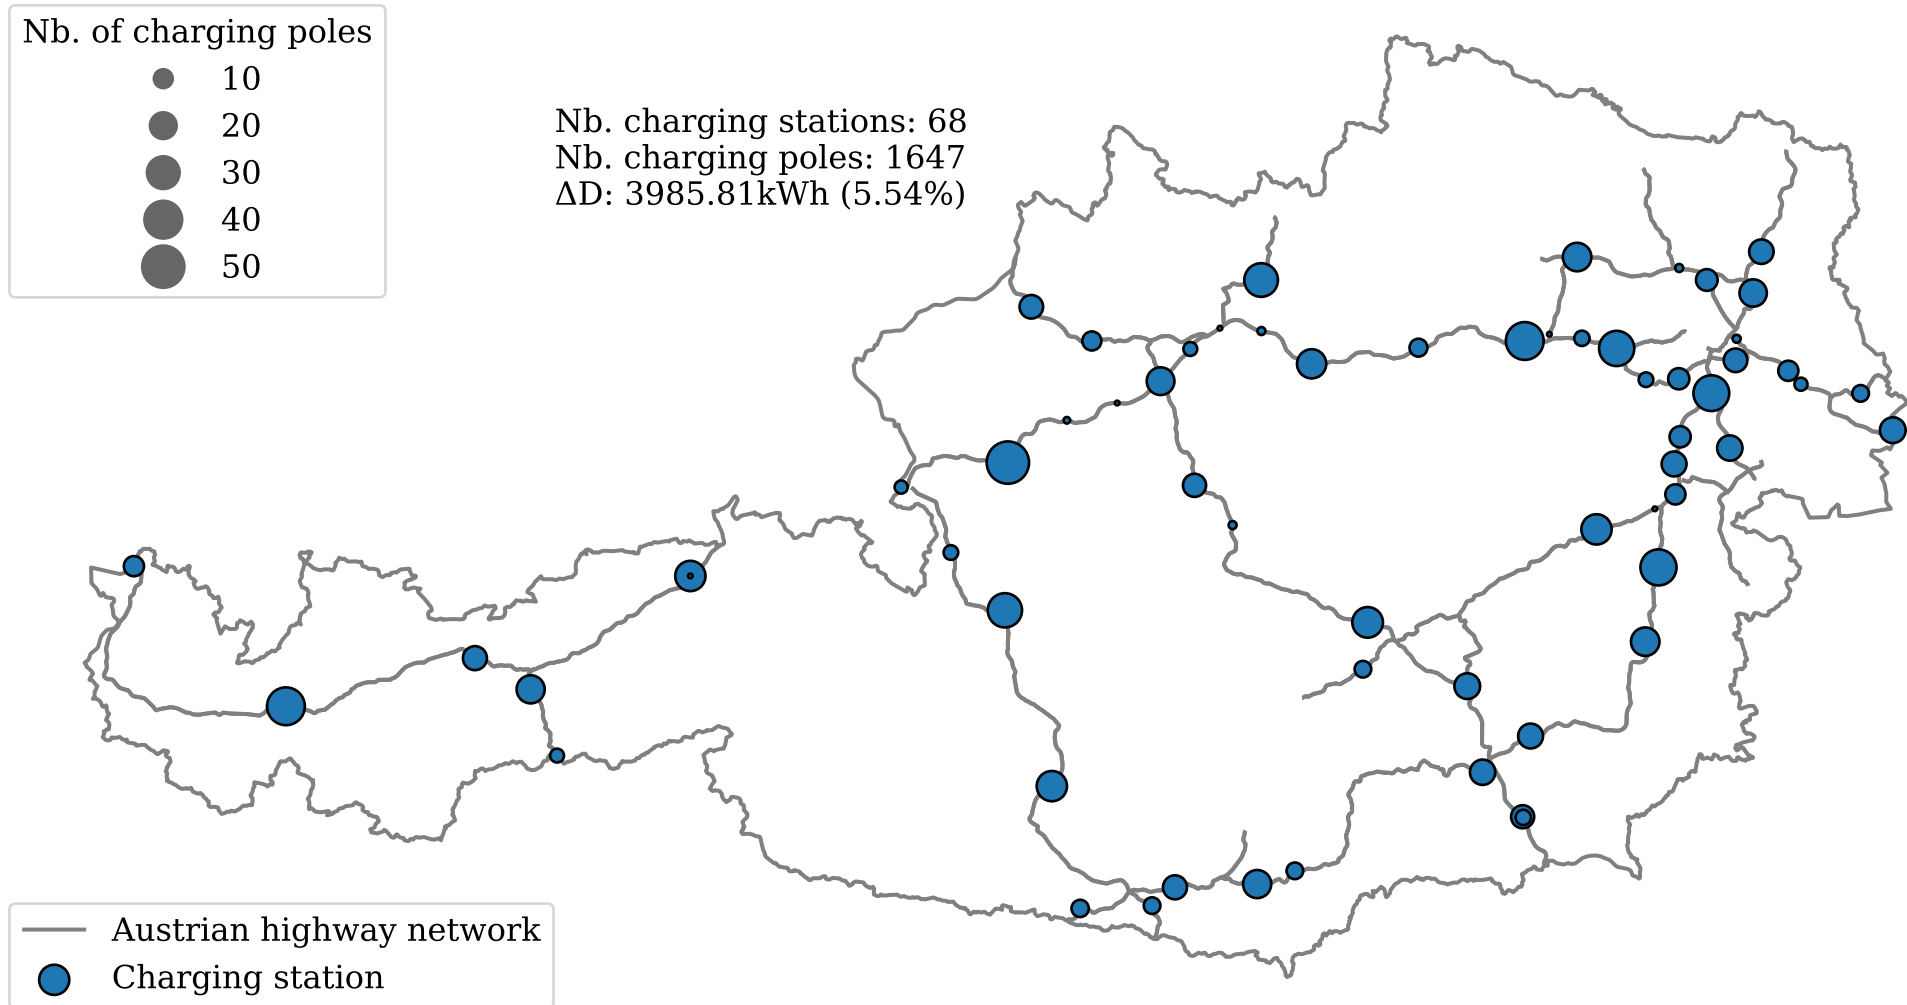 Nb. of charging poles
10
20
30
40
50
Nb. charging stations: 68
Nb. charging poles: 1647
ΔD: 3985.81kWh (5.54%)
Austrian highway network
Charging station